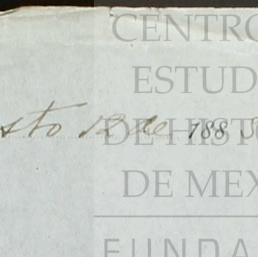 CENTRO
ESTUD
sto 12 de 188
DE HIST
DE MEX
FUNDA